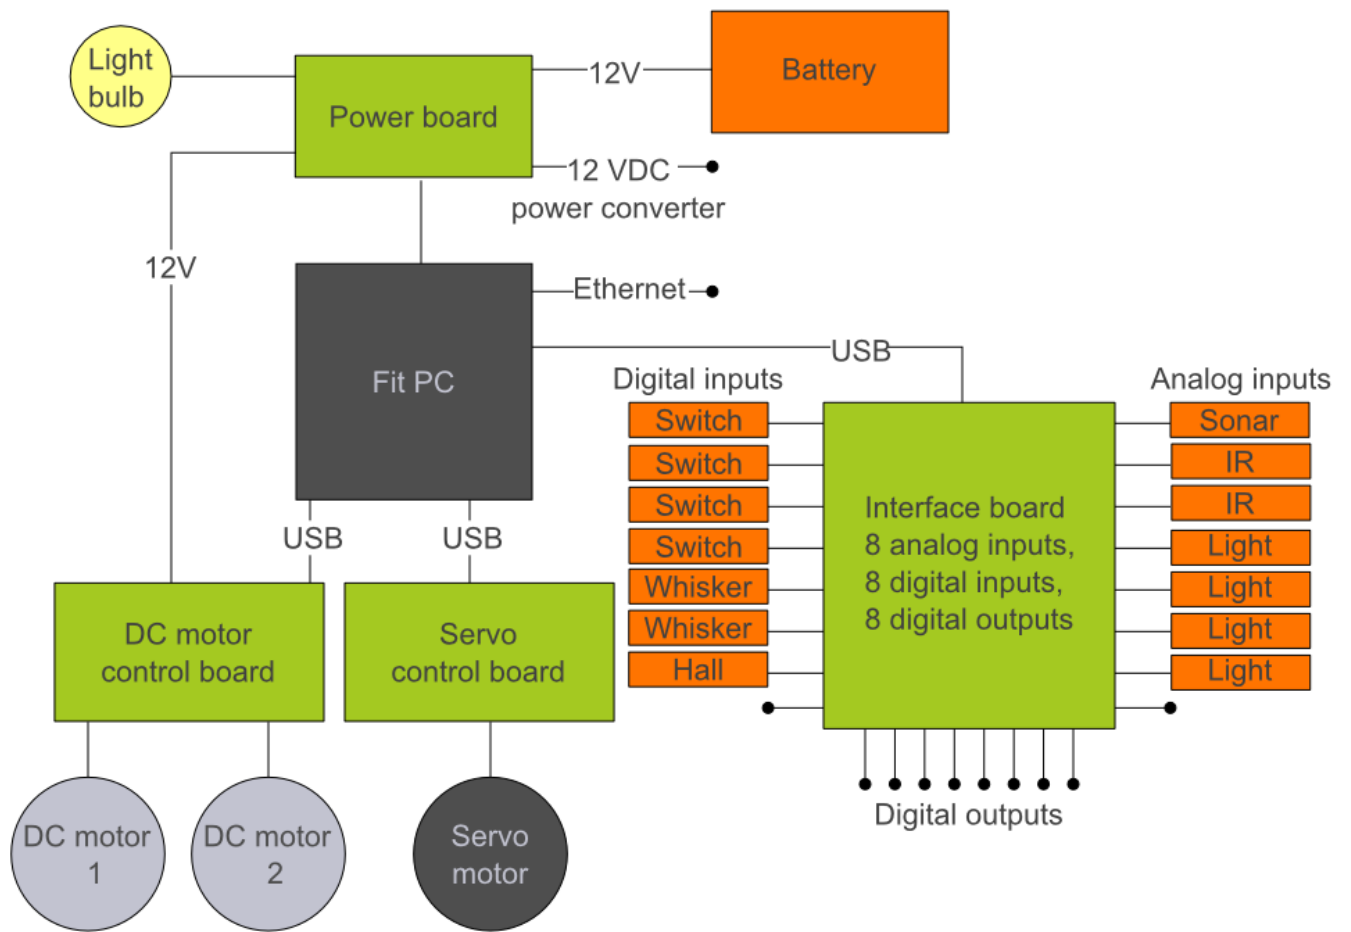 Light
bulb
Power board
12V
Battery
12 VDC
power converter
12V
Ethernet
Fit PC
USB
Digital inputs
Analog inputs
Switch
Switch
Switch
Switch
Whisker
Whisker
Hall
Interface board
8 analog inputs,
8 digital inputs,
8 digital outputs
Sonar
IR
IR
Light
Light
Light
Light
USB
USB
DC motor
control board
Servo
control board
Digital outputs
DC motor
1
DC motor
2
Servo
motor